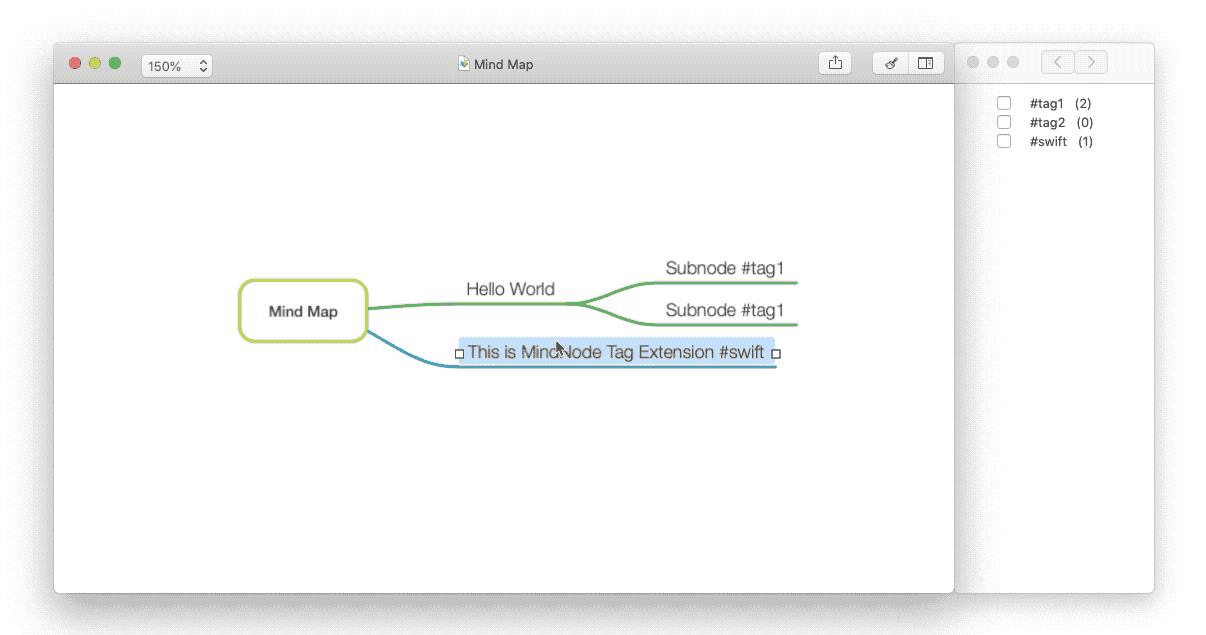 150%
Mind Map
#tag1 (2)
#tag2 (0)
#swift (1)
Subnode #tag1
Hello World
Mind Map
Subnode #tag1
This is MindNode Tag Extension #swift